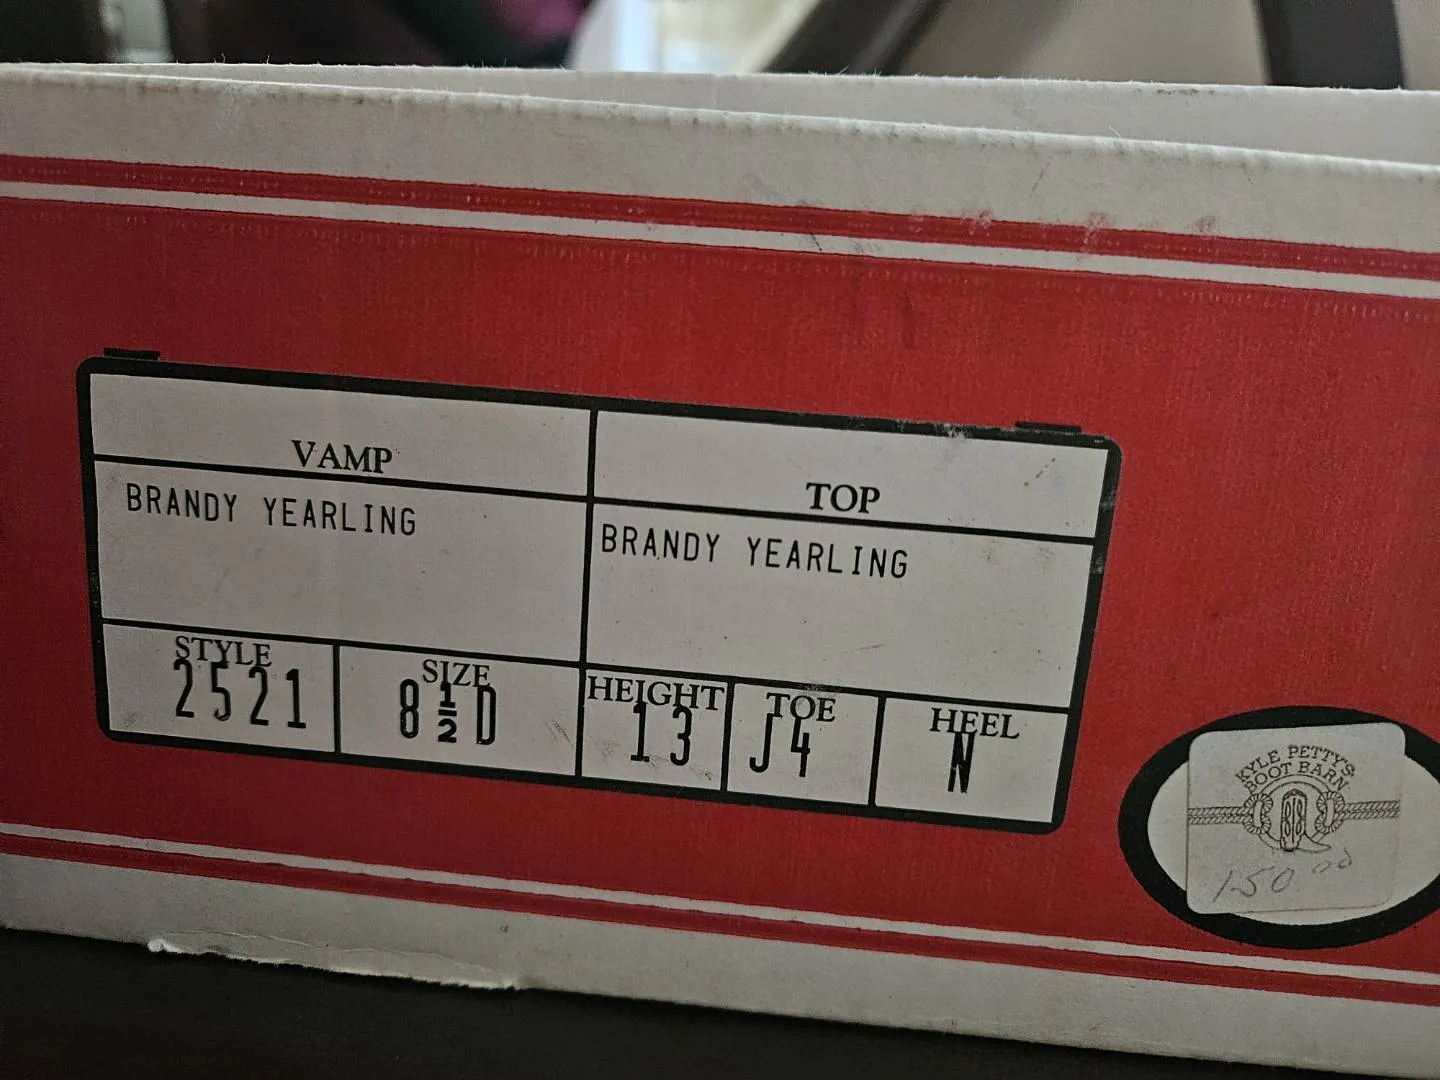 VAMP
TOP
BRANDY YEARLING
BRANDY YEARLING
STYLE
2521
SIZE
8½D
HEIGHT
13
TOE
J4
HEEL
N
KYLE PETTY'S
BOOT BARN
150.00